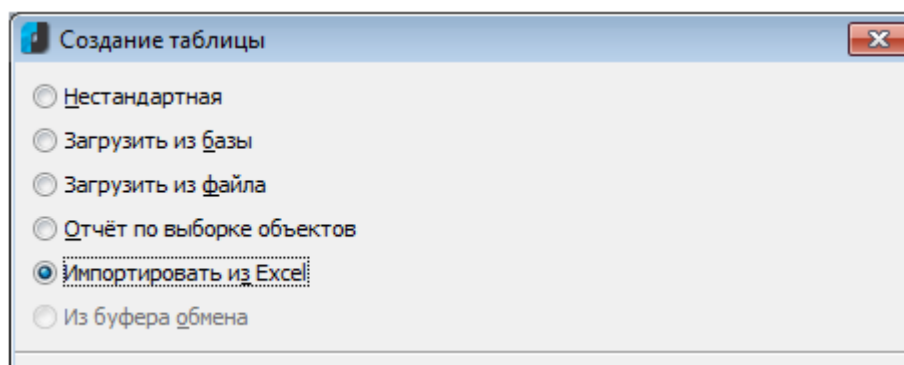 Создание таблицы
Нестандартная
Загрузить из базы
Загрузить из файла
Отчёт по выборке объектов
Импортировать из Excel
Из буфера обмена